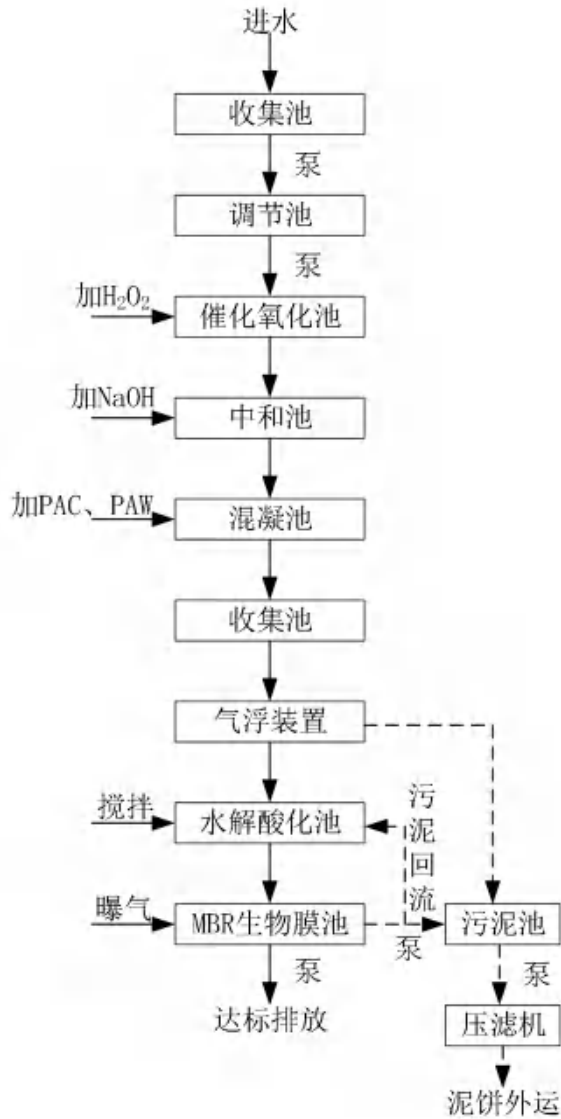 进水
收集池
泵
调节池
泵
加H₂O₂
催化氧化池
加NaOH
中和池
加PAC、PAW
混凝池
收集池
气浮装置
搅拌
水解酸化池
污泥回流
曝气
MBR生物膜池
泵
污泥池
泵
泵
达标排放
压滤机
泥饼外运